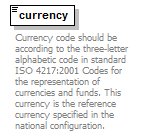 currency
Currency code should be
according to the three-letter
alphabetic code in standard
ISO 4217:2001 Codes for
the representation of
currencies and funds. This
currency is the reference
currency specified in the
national configuration.